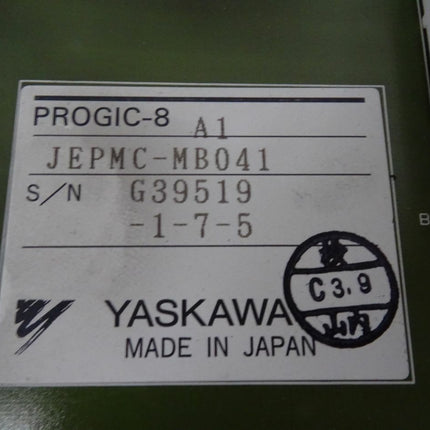 PROGIC-8
A1
JEPMC-MB041
S/N G39519
-1-7-5
YASKAWA
MADE IN JAPAN
C3.9
B